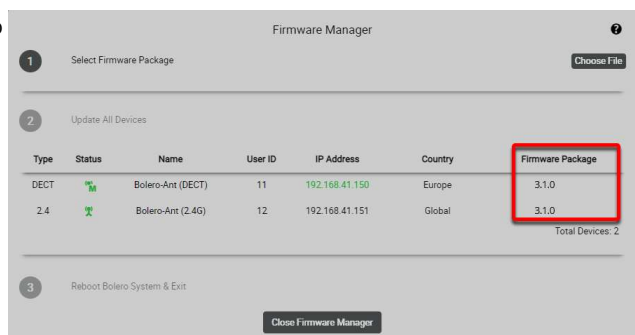 Firmware Manager
?
1 Select Firmware Package Choose File
2 Update All Devices
Type Status Name User ID IP Address Country Firmware Package
DECT M Bolero-Ant (DECT) 11 192.168.41.150 Europe 3.1.0
2.4 Bolero-Ant (2.4G) 12 192.168.41.151 Global 3.1.0
Total Devices: 2
3 Reboot Bolero System & Exit
Close Firmware Manager